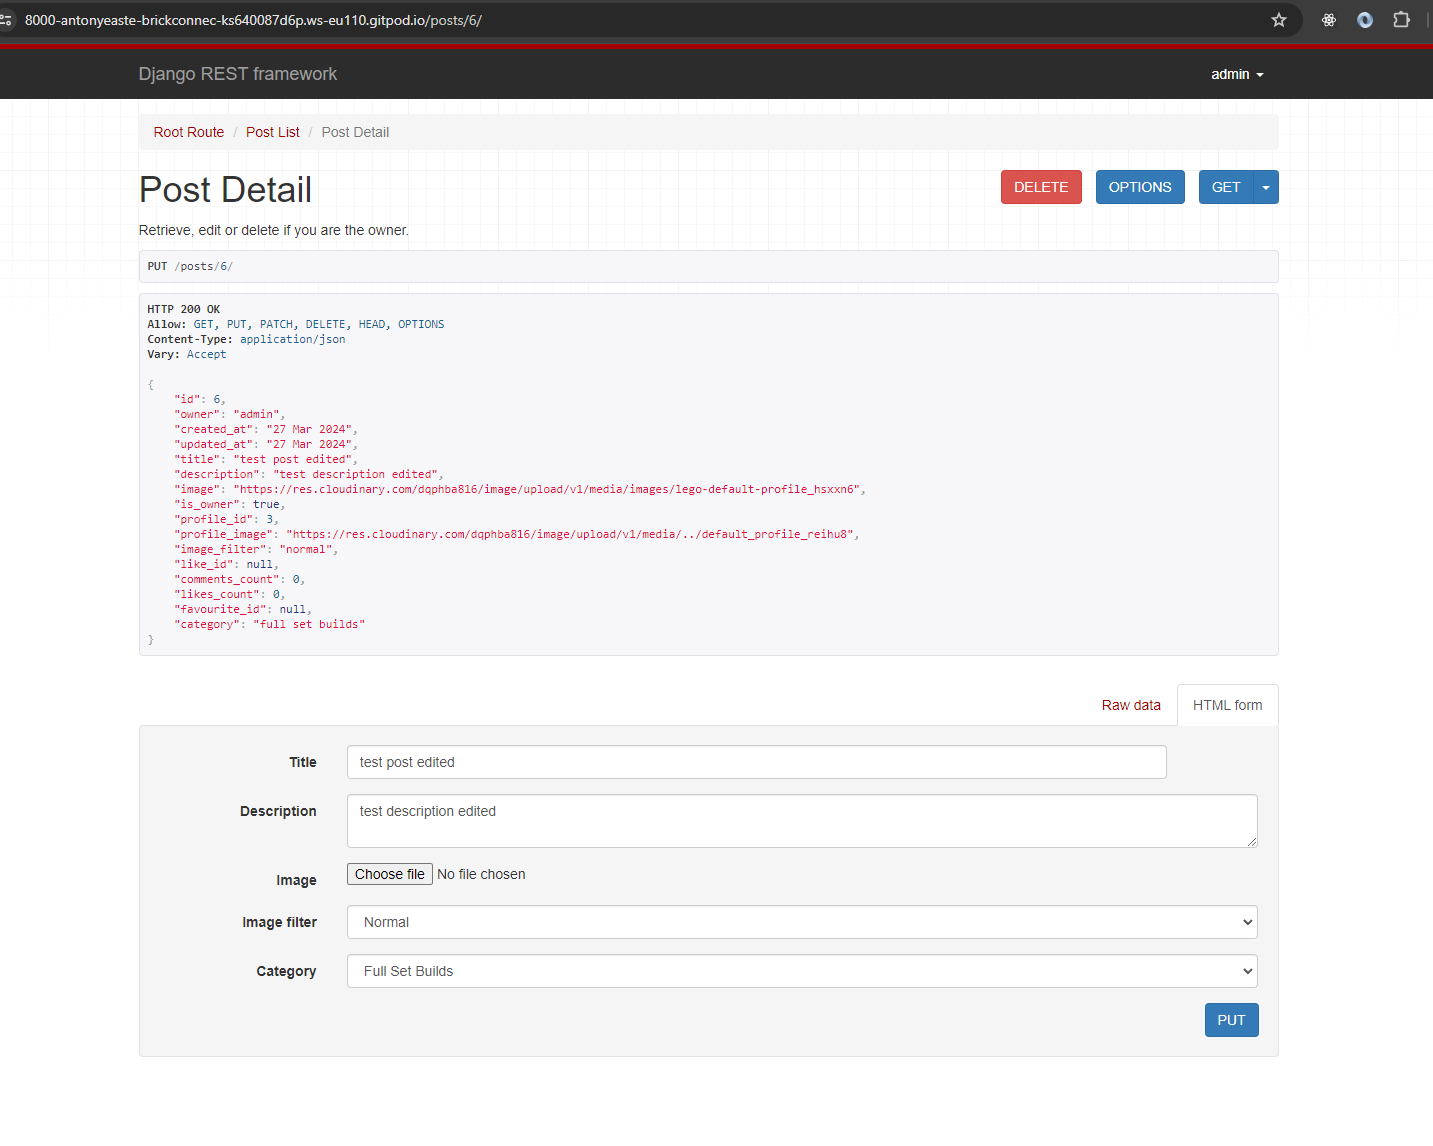 8000-antonyeaste-brickconnec-ks640087d6p.ws-eu110.gitpod.io/posts/6/
Django REST framework
admin
Root Route / Post List / Post Detail
Post Detail
DELETE
OPTIONS
GET
Retrieve, edit or delete if you are the owner.
PUT /posts/6/
HTTP 200 OK
Allow: GET, PUT, PATCH, DELETE, HEAD, OPTIONS
Content-Type: application/json
Vary: Accept
{
"id": 6,
"owner": "admin",
"created_at": "27 Mar 2024",
"updated_at": "27 Mar 2024",
"title": "test post edited",
"description": "test description edited",
"image": "https://res.cloudinary.com/dqphba816/image/upload/v1/media/images/lego-default-profile_hsxxn6",
"is_owner": true,
"profile_id": 3,
"profile_image": "https://res.cloudinary.com/dqphba816/image/upload/v1/media/../default_profile_reihu8",
"image_filter": "normal",
"like_id": null,
"comments_count": 0,
"likes_count": 0,
"favourite_id": null,
"category": "full set builds"
}
Raw data
HTML form
Title
test post edited
Description
test description edited
Image
Choose file No file chosen
Image filter
Normal
Category
Full Set Builds
PUT